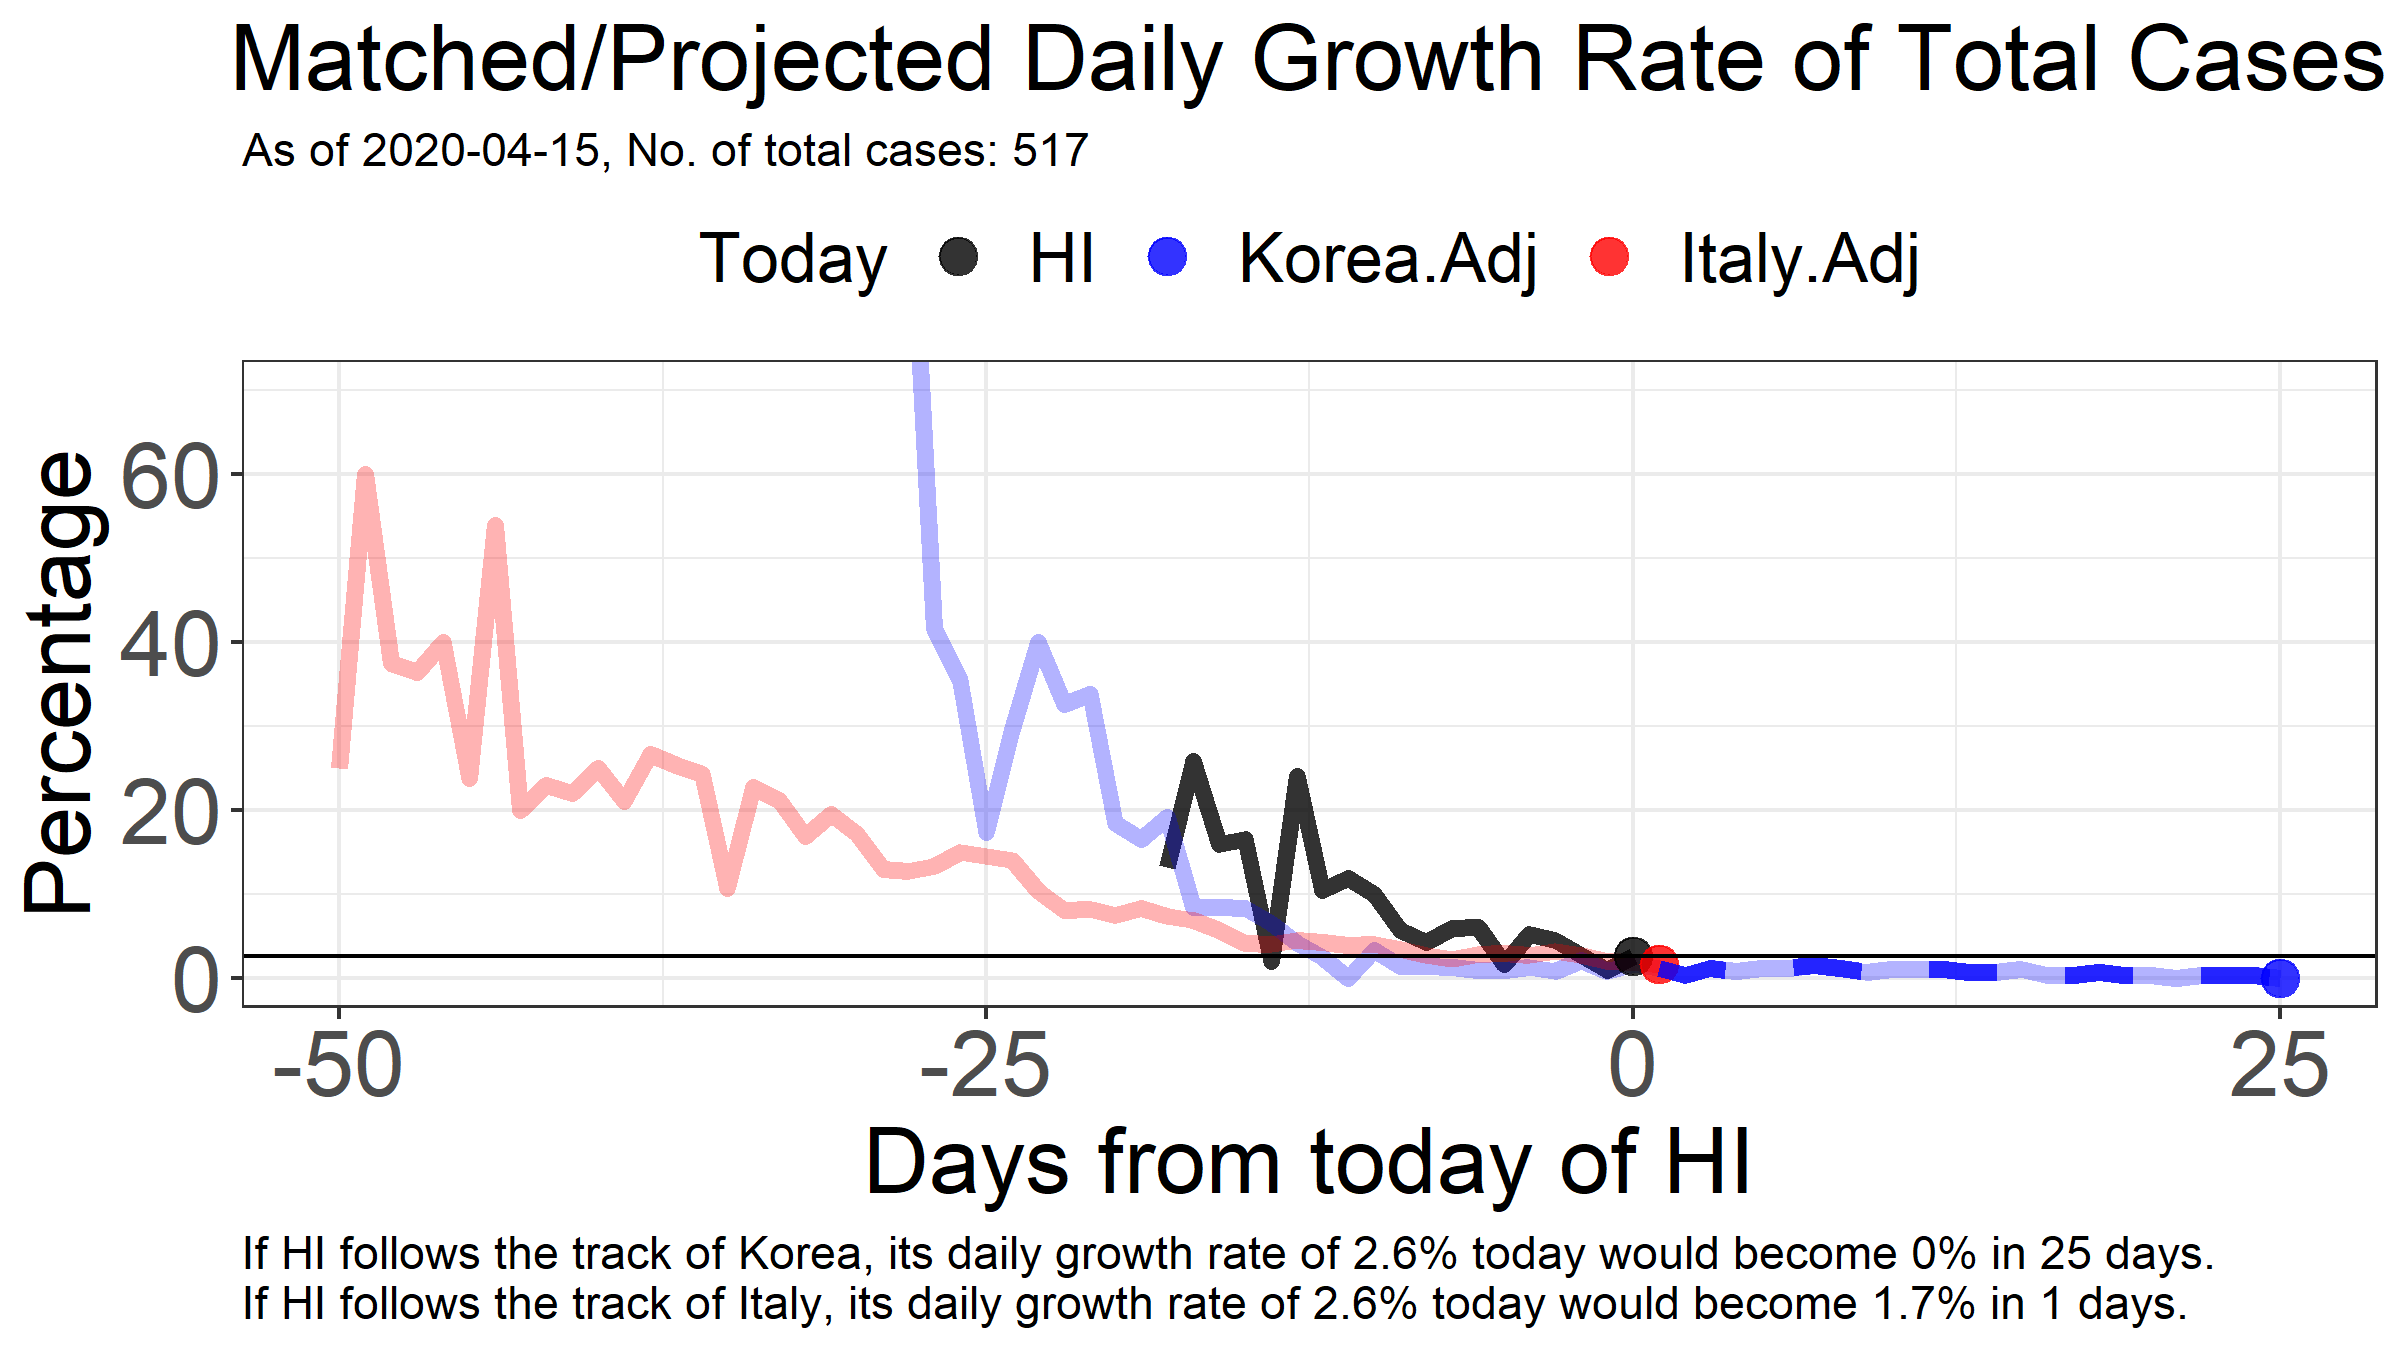 Matched/Projected Daily Growth Rate of Total Cases
As of 2020-04-15, No. of total cases: 517
Today HI Korea.Adj Italy.Adj
Percentage
60
40
20
0
-50 -25 0 25
Days from today of HI
If HI follows the track of Korea, its daily growth rate of 2.6% today would become 0% in 25 days.
If HI follows the track of Italy, its daily growth rate of 2.6% today would become 1.7% in 1 days.